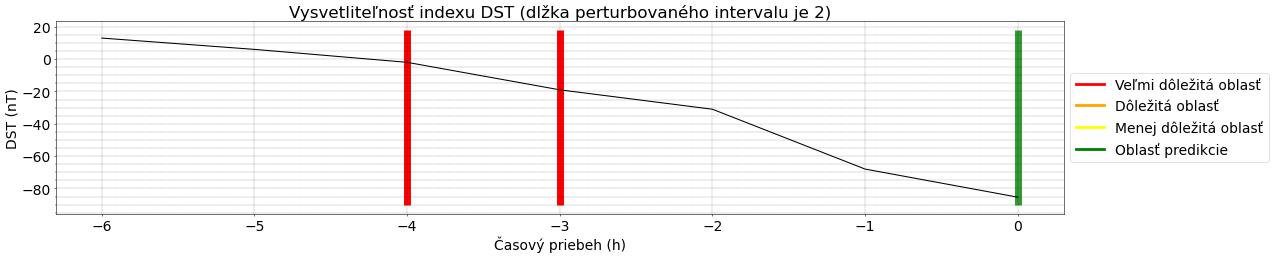 Vysvetliteľnosť indexu DST (dĺžka perturbovaného intervalu je 2)
20
0
−20
−40
−60
−80
DST (nT)
−6 −5 −4 −3 −2 −1 0
Časový priebeh (h)
Veľmi dôležitá oblasť
Dôležitá oblasť
Menej dôležitá oblasť
Oblasť predikcie